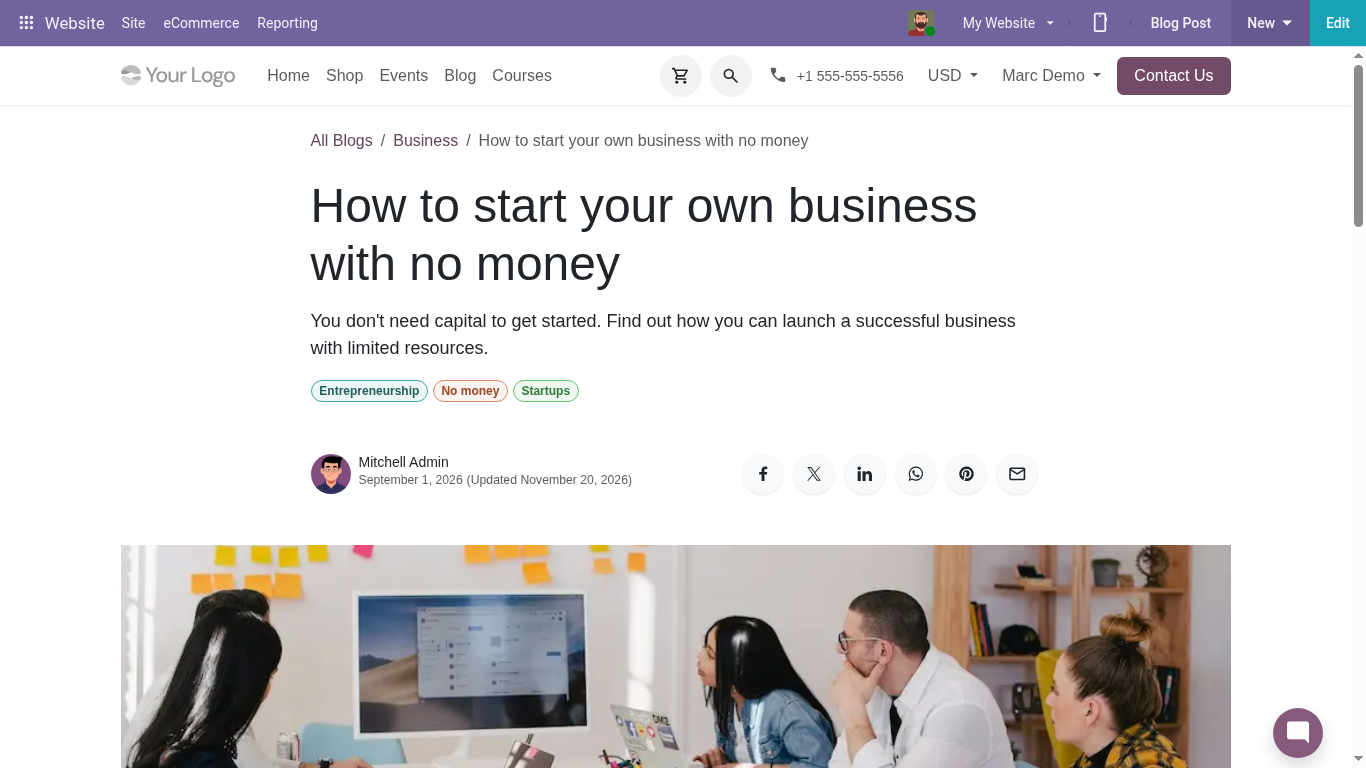 Website Site eCommerce Reporting My Website Blog Post New Edit
Your Logo Home Shop Events Blog Courses +1 555-555-5556 USD Marc Demo Contact Us
All Blogs / Business / How to start your own business with no money
How to start your own business
with no money
You don't need capital to get started. Find out how you can launch a successful business
with limited resources.
Entrepreneurship No money Startups
Mitchell Admin
September 1, 2026 (Updated November 20, 2026)